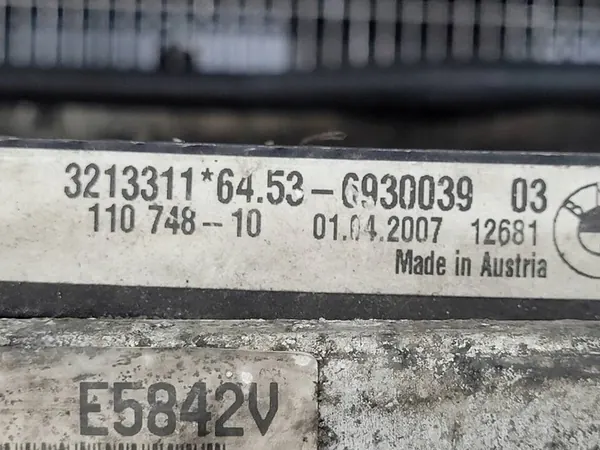 3213311*64.53-6930039 03
110 748-10 01.04.2007 12681
Made in Austria
E5842V